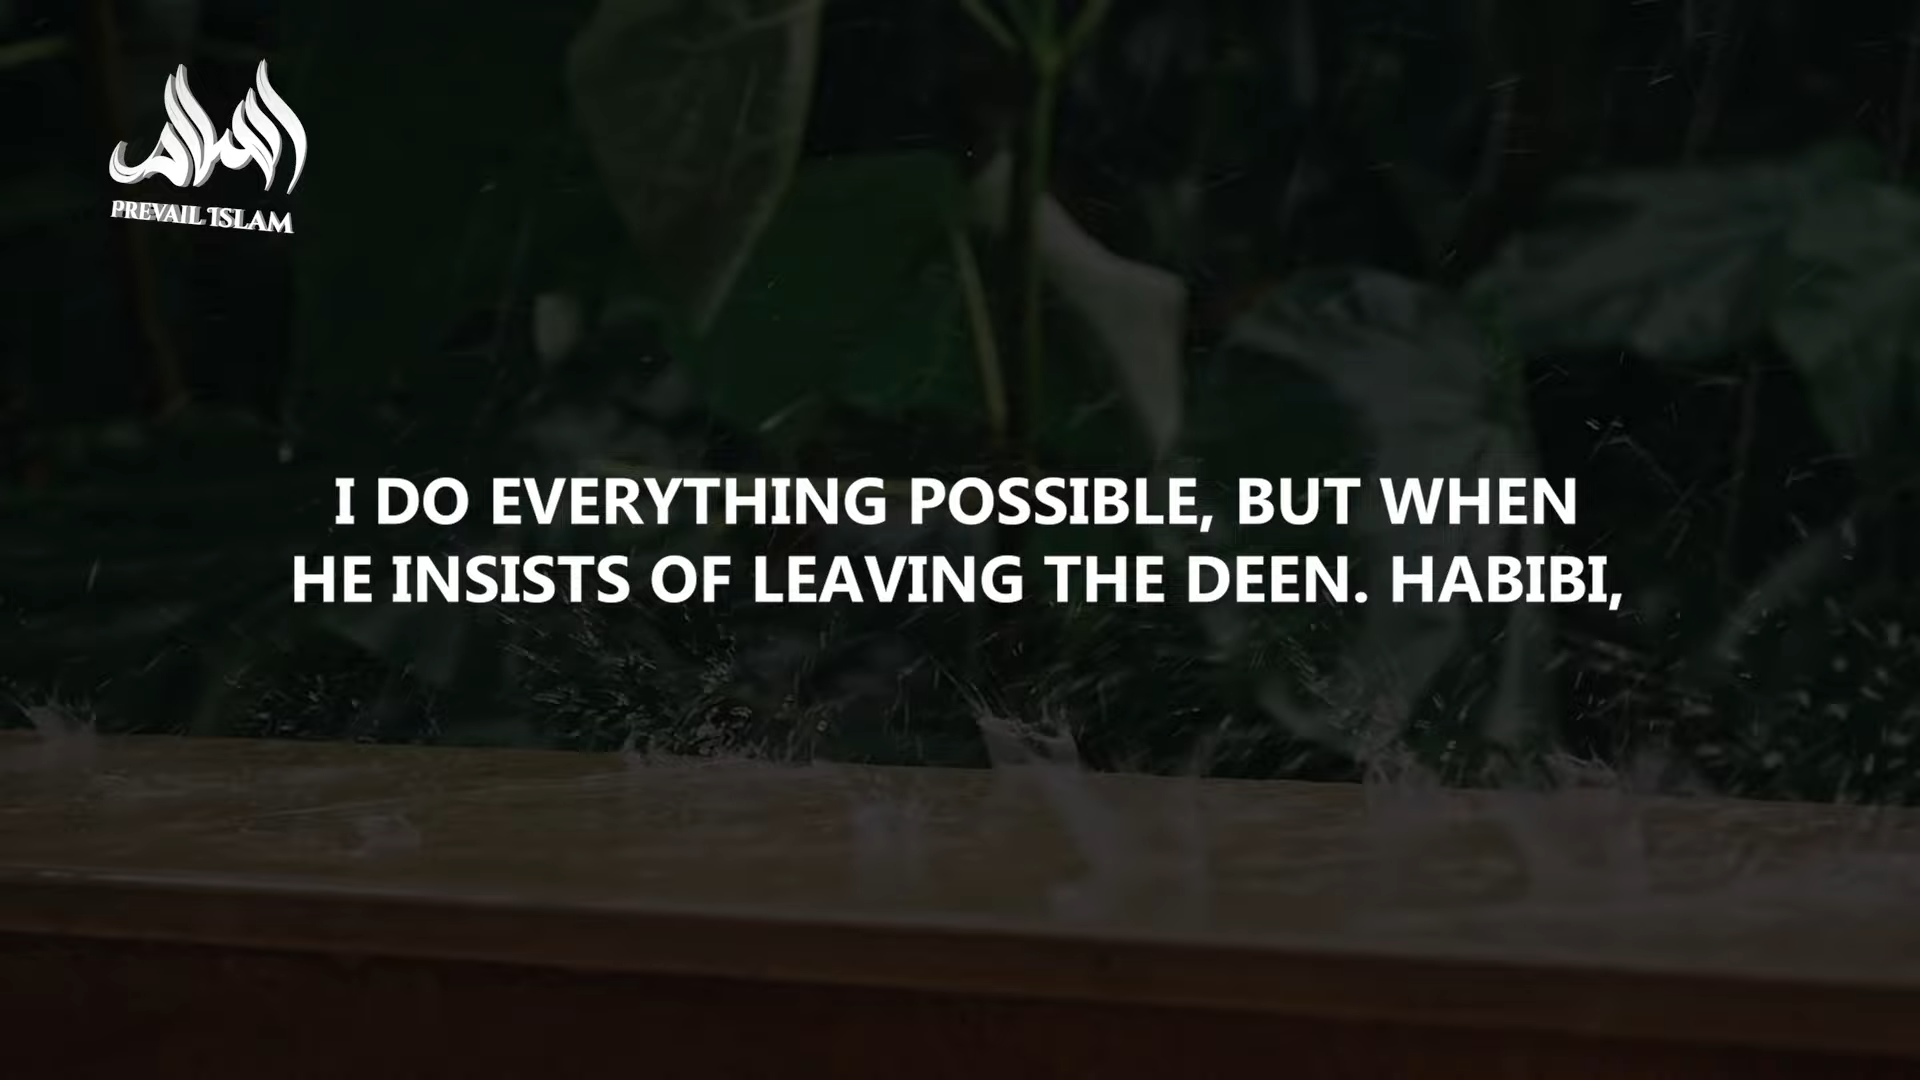 PREVAIL ISLAM
I DO EVERYTHING POSSIBLE, BUT WHEN
HE INSISTS OF LEAVING THE DEEN. HABIBI,